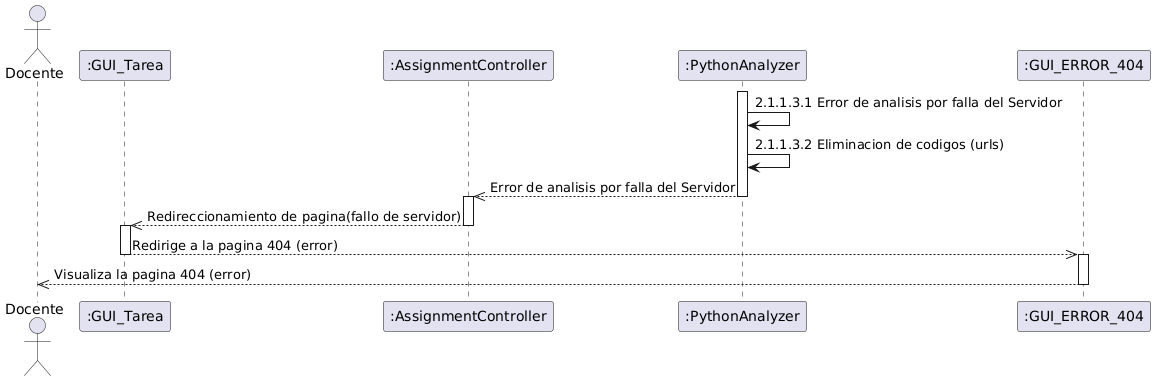 Docente
:GUI_Tarea
:AssignmentController
:PythonAnalyzer
:GUI_ERROR_404
2.1.1.3.1 Error de analisis por falla del Servidor
2.1.1.3.2 Eliminacion de codigos (urls)
Error de analisis por falla del Servidor
Redireccionamiento de pagina(fallo de servidor)
Redirige a la pagina 404 (error)
Visualiza la pagina 404 (error)
Docente
:GUI_Tarea
:AssignmentController
:PythonAnalyzer
:GUI_ERROR_404